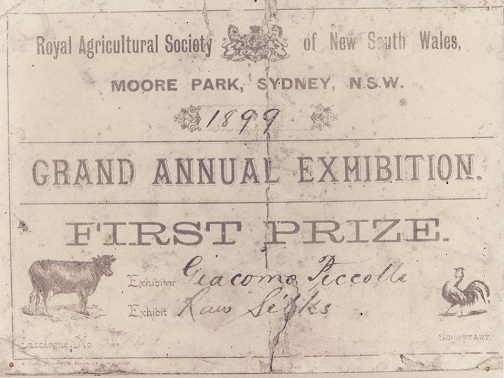 Royal Agricultural Society of New South Wales,
MOORE PARK, SYDNEY, N.S.W.
1899
GRAND ANNUAL EXHIBITION.
FIRST PRIZE.
Exhibitor Giacomo Piccolli
Exhibit Raw Silks
Catalogue No.
SECRETARY.